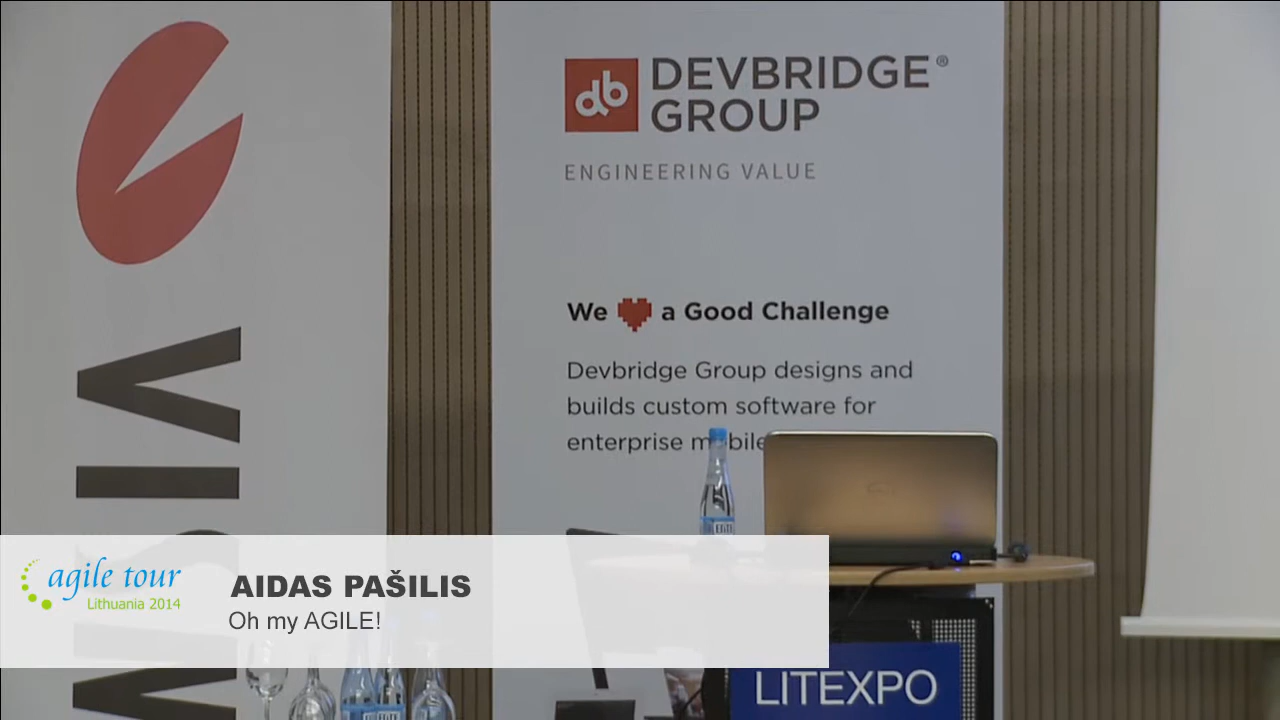 db DEVBRIDGE®
GROUP
ENGINEERING VALUE
We a Good Challenge
Devbridge Group designs and
builds custom software for
enterprise
agile tour
Lithuania 2014
AIDAS PAŠILIS
Oh my AGILE!
LITEXPO